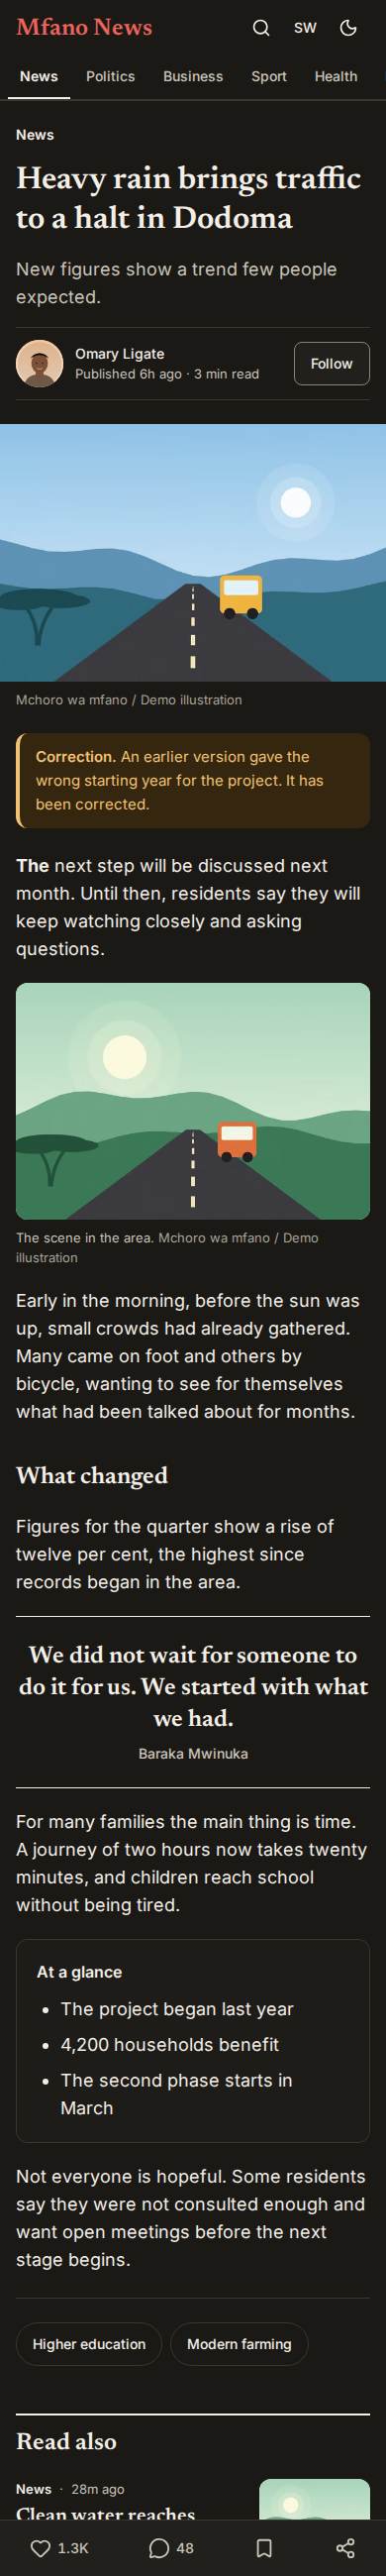 Mfano News
SW
News Politics Business Sport Health
News
Heavy rain brings traffic
to a halt in Dodoma
New figures show a trend few people
expected.
Omary Ligate
Published 6h ago · 3 min read
Follow
Mchoro wa mfano / Demo illustration
Correction. An earlier version gave the
wrong starting year for the project. It has
been corrected.
The next step will be discussed next
month. Until then, residents say they will
keep watching closely and asking
questions.
The scene in the area. Mchoro wa mfano / Demo
illustration
Early in the morning, before the sun was
up, small crowds had already gathered.
Many came on foot and others by
bicycle, wanting to see for themselves
what had been talked about for months.
What changed
Figures for the quarter show a rise of
twelve per cent, the highest since
records began in the area.
We did not wait for someone to
do it for us. We started with what
we had.
Baraka Mwinuka
For many families the main thing is time.
A journey of two hours now takes twenty
minutes, and children reach school
without being tired.
At a glance
• The project began last year
• 4,200 households benefit
• The second phase starts in
March
Not everyone is hopeful. Some residents
say they were not consulted enough and
want open meetings before the next
stage begins.
Higher education Modern farming
Read also
News · 28m ago
Clean water reaches
1.3K 48